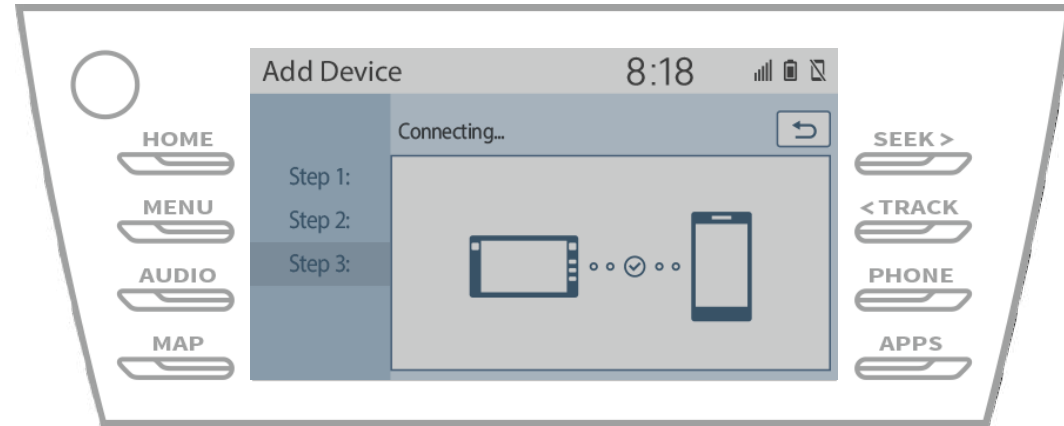 Add Device
8:18
HOME
MENU
AUDIO
MAP
Connecting...
Step 1:
Step 2:
Step 3:
SEEK >
< TRACK
PHONE
APPS